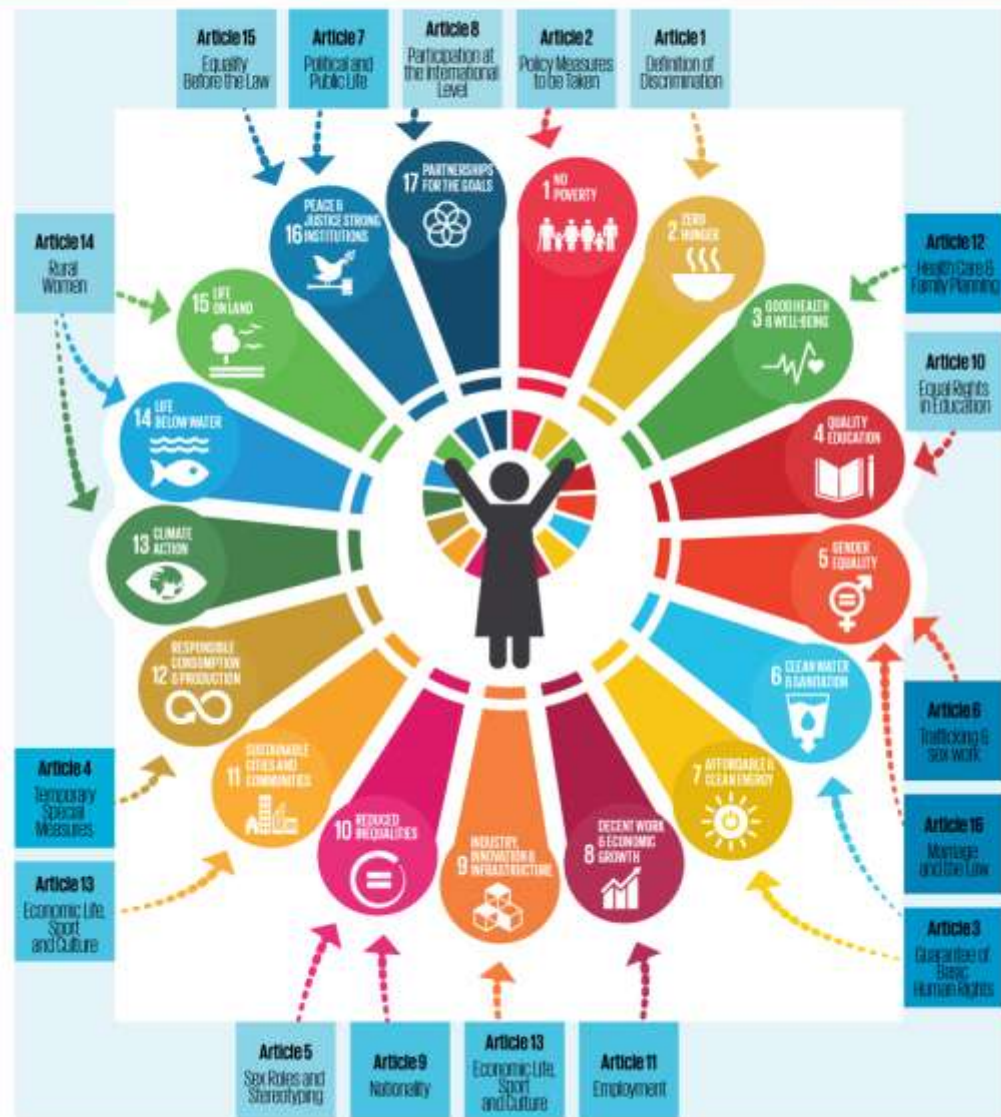 Article 15
Equality
Before the Law
Article 7
Political and
Public Life
Article 8
Participation at
the International
Level
Article 2
Policy Measures
to be Taken
Article 1
Definition of
Discrimination
Article 14
Rural
Women
Article 12
Health Care &
Family Planning
Article 10
Equal Rights
in Education
Article 6
Trafficking &
sex work
Article 16
Marriage
and the Law
Article 3
Guarantee of
Basic
Human Rights
Article 4
Temporary
Special
Measures
Article 13
Economic Life,
Sport
and Culture
Article 5
Sex Roles and
Stereotyping
Article 9
Nationality
Article 13
Economic Life,
Sport
and Culture
Article 11
Employment
1 NO
POVERTY
2 ZERO
HUNGER
3 GOOD HEALTH
& WELL-BEING
4 QUALITY
EDUCATION
5 GENDER
EQUALITY
6 CLEAN WATER
& SANITATION
7 AFFORDABLE &
CLEAN ENERGY
8 DECENT WORK
& ECONOMIC
GROWTH
9 INDUSTRY,
INNOVATION &
INFRASTRUCTURE
10 REDUCED
INEQUALITIES
11 SUSTAINABLE
CITIES AND
COMMUNITIES
12 RESPONSIBLE
CONSUMPTION
& PRODUCTION
13 CLIMATE
ACTION
14 LIFE
BELOW WATER
15 LIFE
ON LAND
16 PEACE &
JUSTICE STRONG
INSTITUTIONS
17 PARTNERSHIPS
FOR THE GOALS